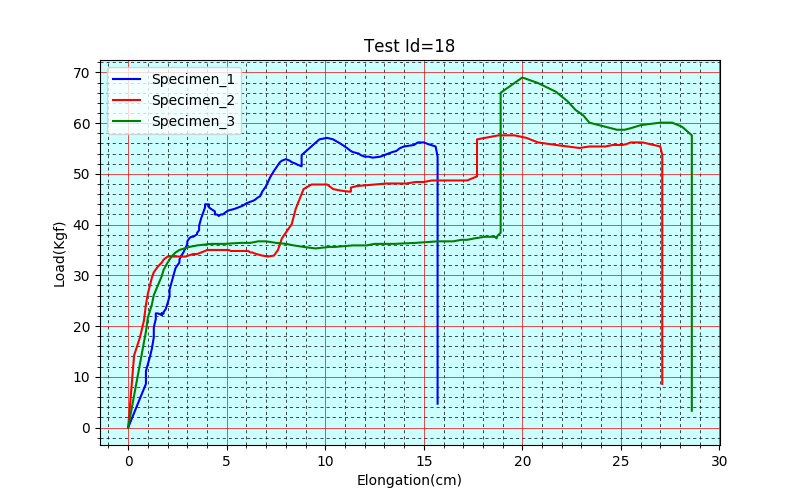 Test Id=18
Specimen_1
Specimen_2
Specimen_3
70
60
50
40
30
20
10
0
Load(Kgf)
0 5 10 15 20 25 30
Elongation(cm)